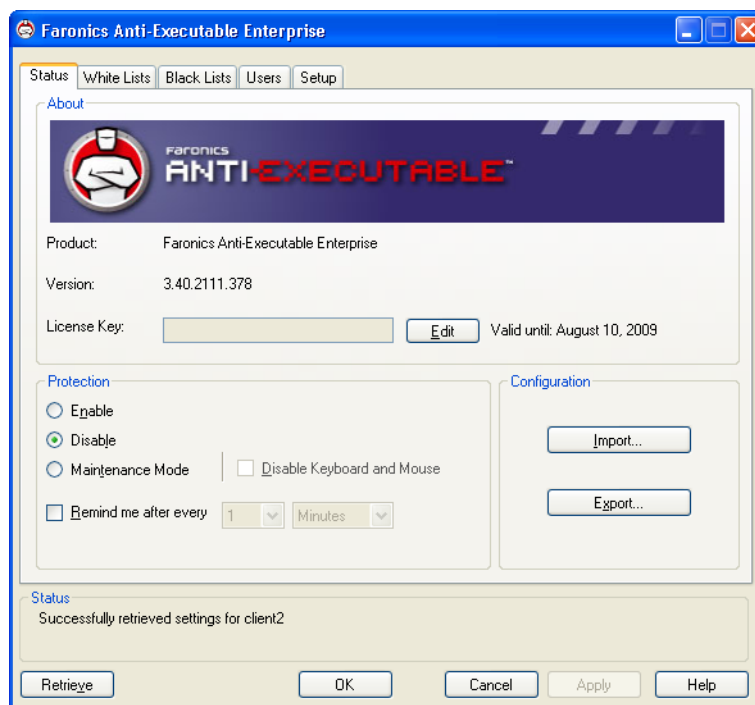 Faronics Anti-Executable Enterprise
Status White Lists Black Lists Users Setup
About
FARONICS
ANTI-EXECUTABLE™
Product: Faronics Anti-Executable Enterprise
Version: 3.40.2111.378
License Key: Edit Valid until: August 10, 2009
Protection
Enable
Disable
Maintenance Mode Disable Keyboard and Mouse
Remind me after every 1 Minutes
Configuration
Import...
Export...
Status
Successfully retrieved settings for client2
Retrieve OK Cancel Apply Help